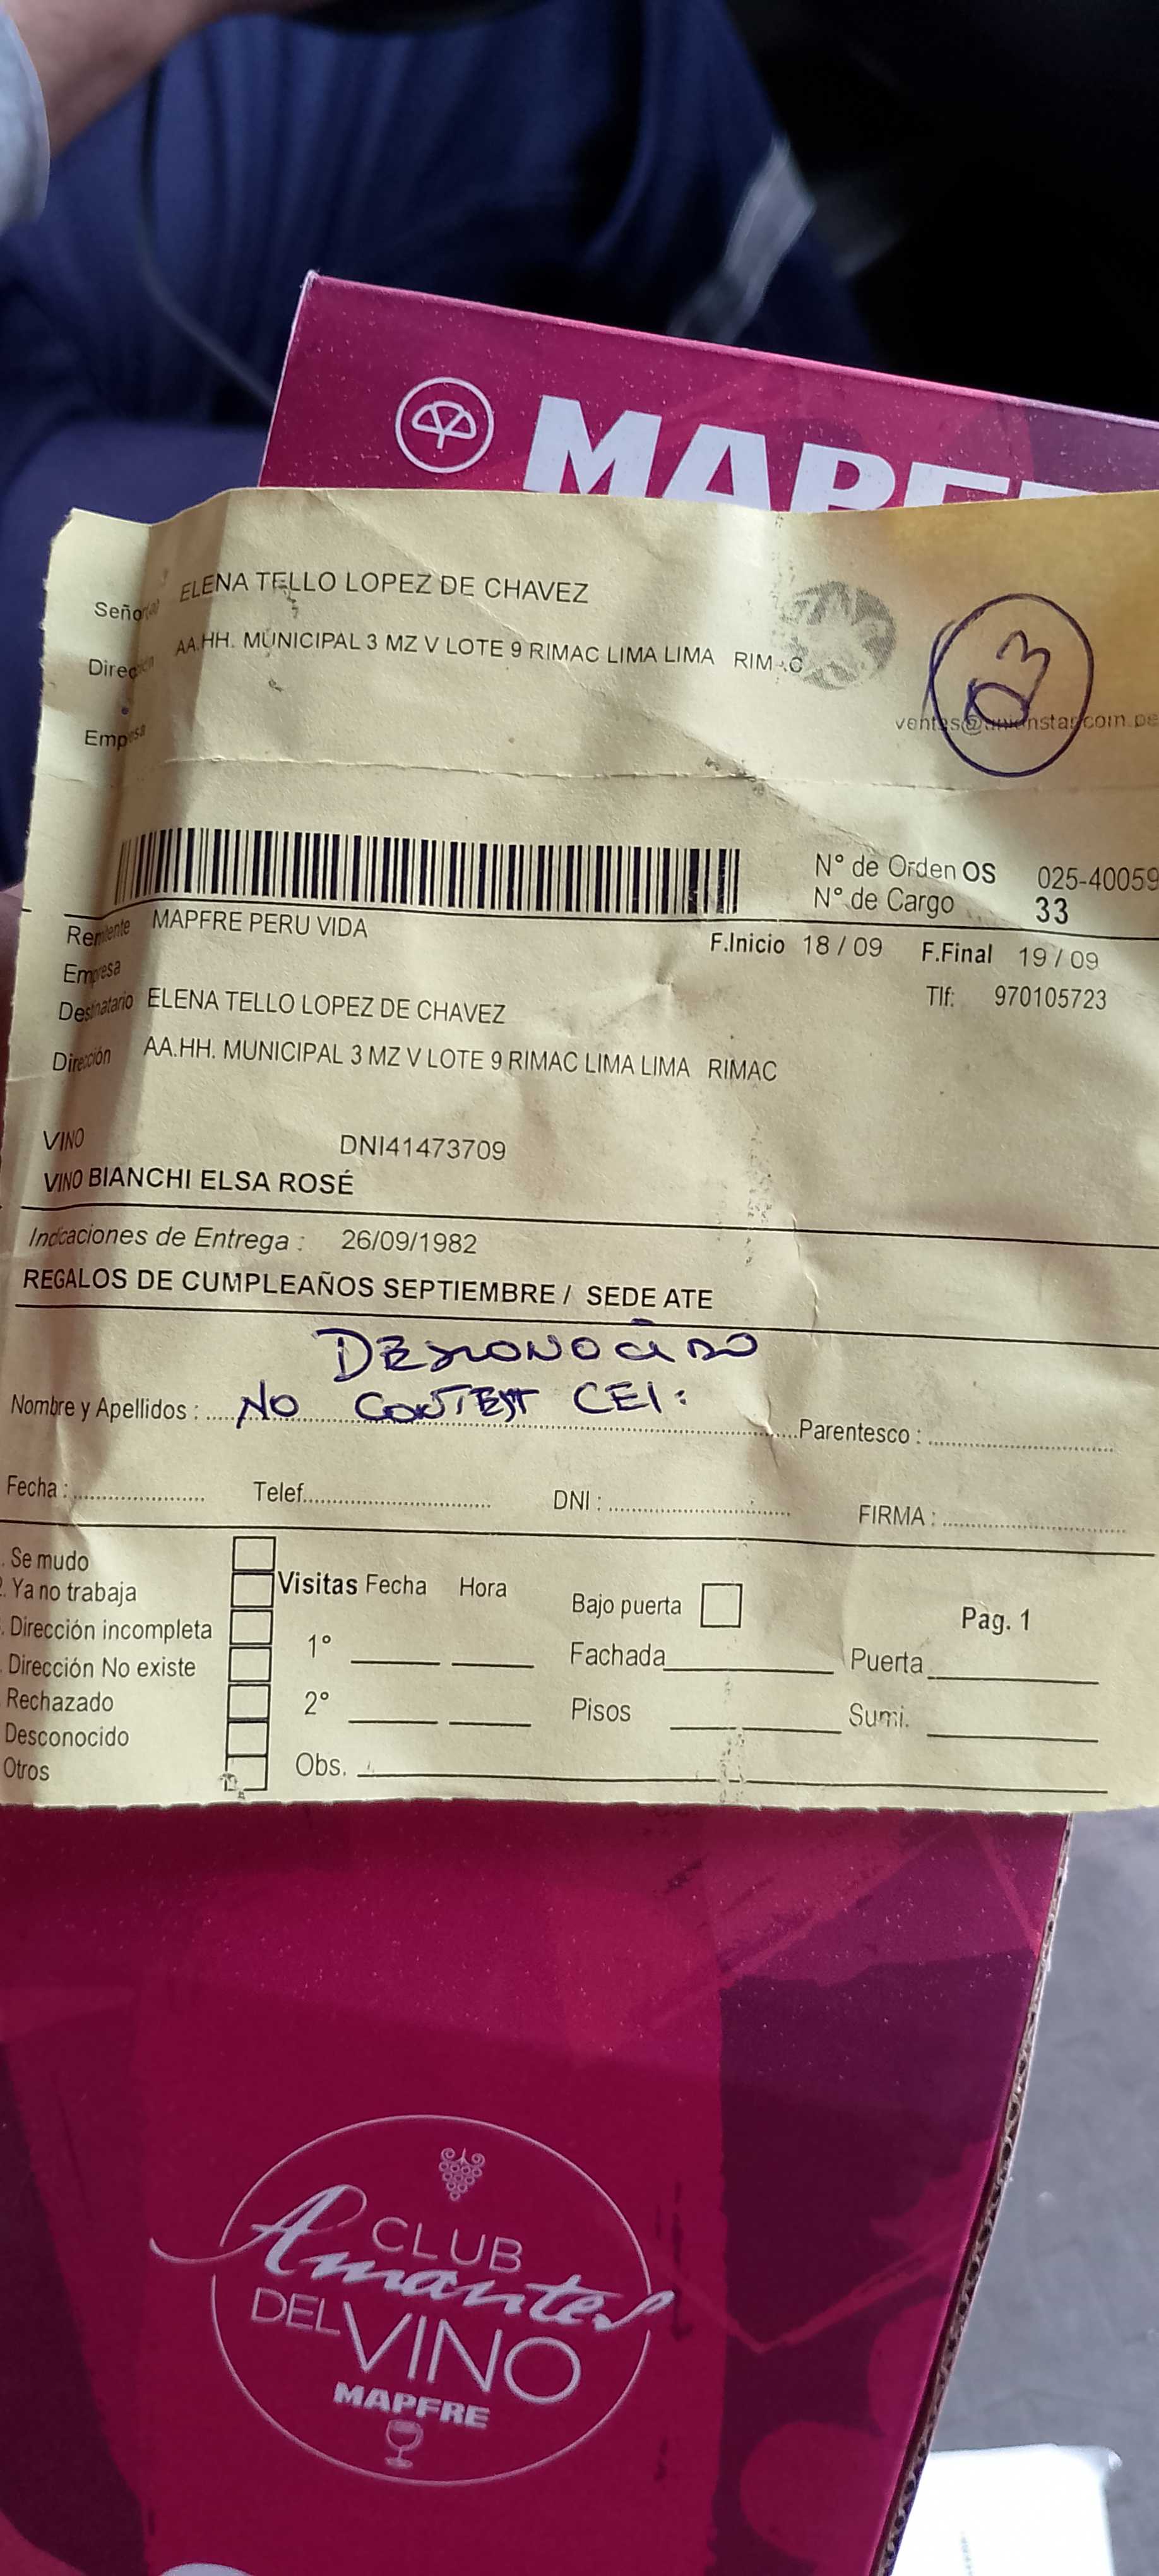 MAPF
Señor(a) ELENA TELLO LOPEZ DE CHAVEZ
Dirección AA.HH. MUNICIPAL 3 MZ V LOTE 9 RIMAC LIMA LIMA RIMAC
Empresa
03
ventas@unionstar.com.pe
N° de Orden OS 025-40059
N° de Cargo 33
Remitente MAPFRE PERU VIDA
F.Inicio 18 / 09 F.Final 19 / 09
Empresa
Tlf: 970105723
Destinatario ELENA TELLO LOPEZ DE CHAVEZ
Dirección AA.HH. MUNICIPAL 3 MZ V LOTE 9 RIMAC LIMA LIMA RIMAC
VINO DNI41473709
VINO BIANCHI ELSA ROSÉ
Indicaciones de Entrega : 26/09/1982
REGALOS DE CUMPLEAÑOS SEPTIEMBRE / SEDE ATE
DESCONOCIDO
NO CONTEST CEl:
Nombre y Apellidos : Parentesco :
Fecha : Telef. DNI : FIRMA :
. Se mudo
2. Ya no trabaja
. Dirección incompleta
Dirección No existe
Rechazado
Desconocido
Otros
Visitas Fecha Hora
1°
2°
Obs.
Bajo puerta
Pag. 1
Fachada Puerta
Pisos Sumi.
CLUB
Amantes
DEL VINO
MAPFRE